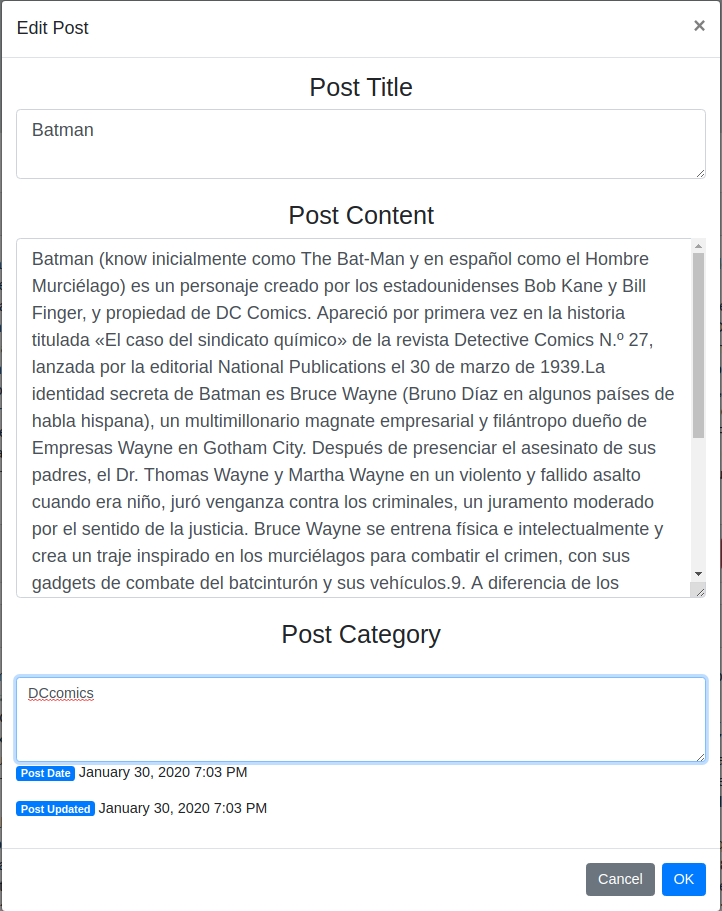 Edit Post ×
Post Title
Batman
Post Content
Batman (know inicialmente como The Bat-Man y en español como el Hombre
Murciélago) es un personaje creado por los estadounidenses Bob Kane y Bill
Finger, y propiedad de DC Comics. Apareció por primera vez en la historia
titulada «El caso del sindicato químico» de la revista Detective Comics N.º 27,
lanzada por la editorial National Publications el 30 de marzo de 1939.La
identidad secreta de Batman es Bruce Wayne (Bruno Díaz en algunos países de
habla hispana), un multimillonario magnate empresarial y filántropo dueño de
Empresas Wayne en Gotham City. Después de presenciar el asesinato de sus
padres, el Dr. Thomas Wayne y Martha Wayne en un violento y fallido asalto
cuando era niño, juró venganza contra los criminales, un juramento moderado
por el sentido de la justicia. Bruce Wayne se entrena física e intelectualmente y
crea un traje inspirado en los murciélagos para combatir el crimen, con sus
gadgets de combate del batcinturón y sus vehículos.9. A diferencia de los
Post Category
DCcomics
Post Date January 30, 2020 7:03 PM
Post Updated January 30, 2020 7:03 PM
Cancel OK